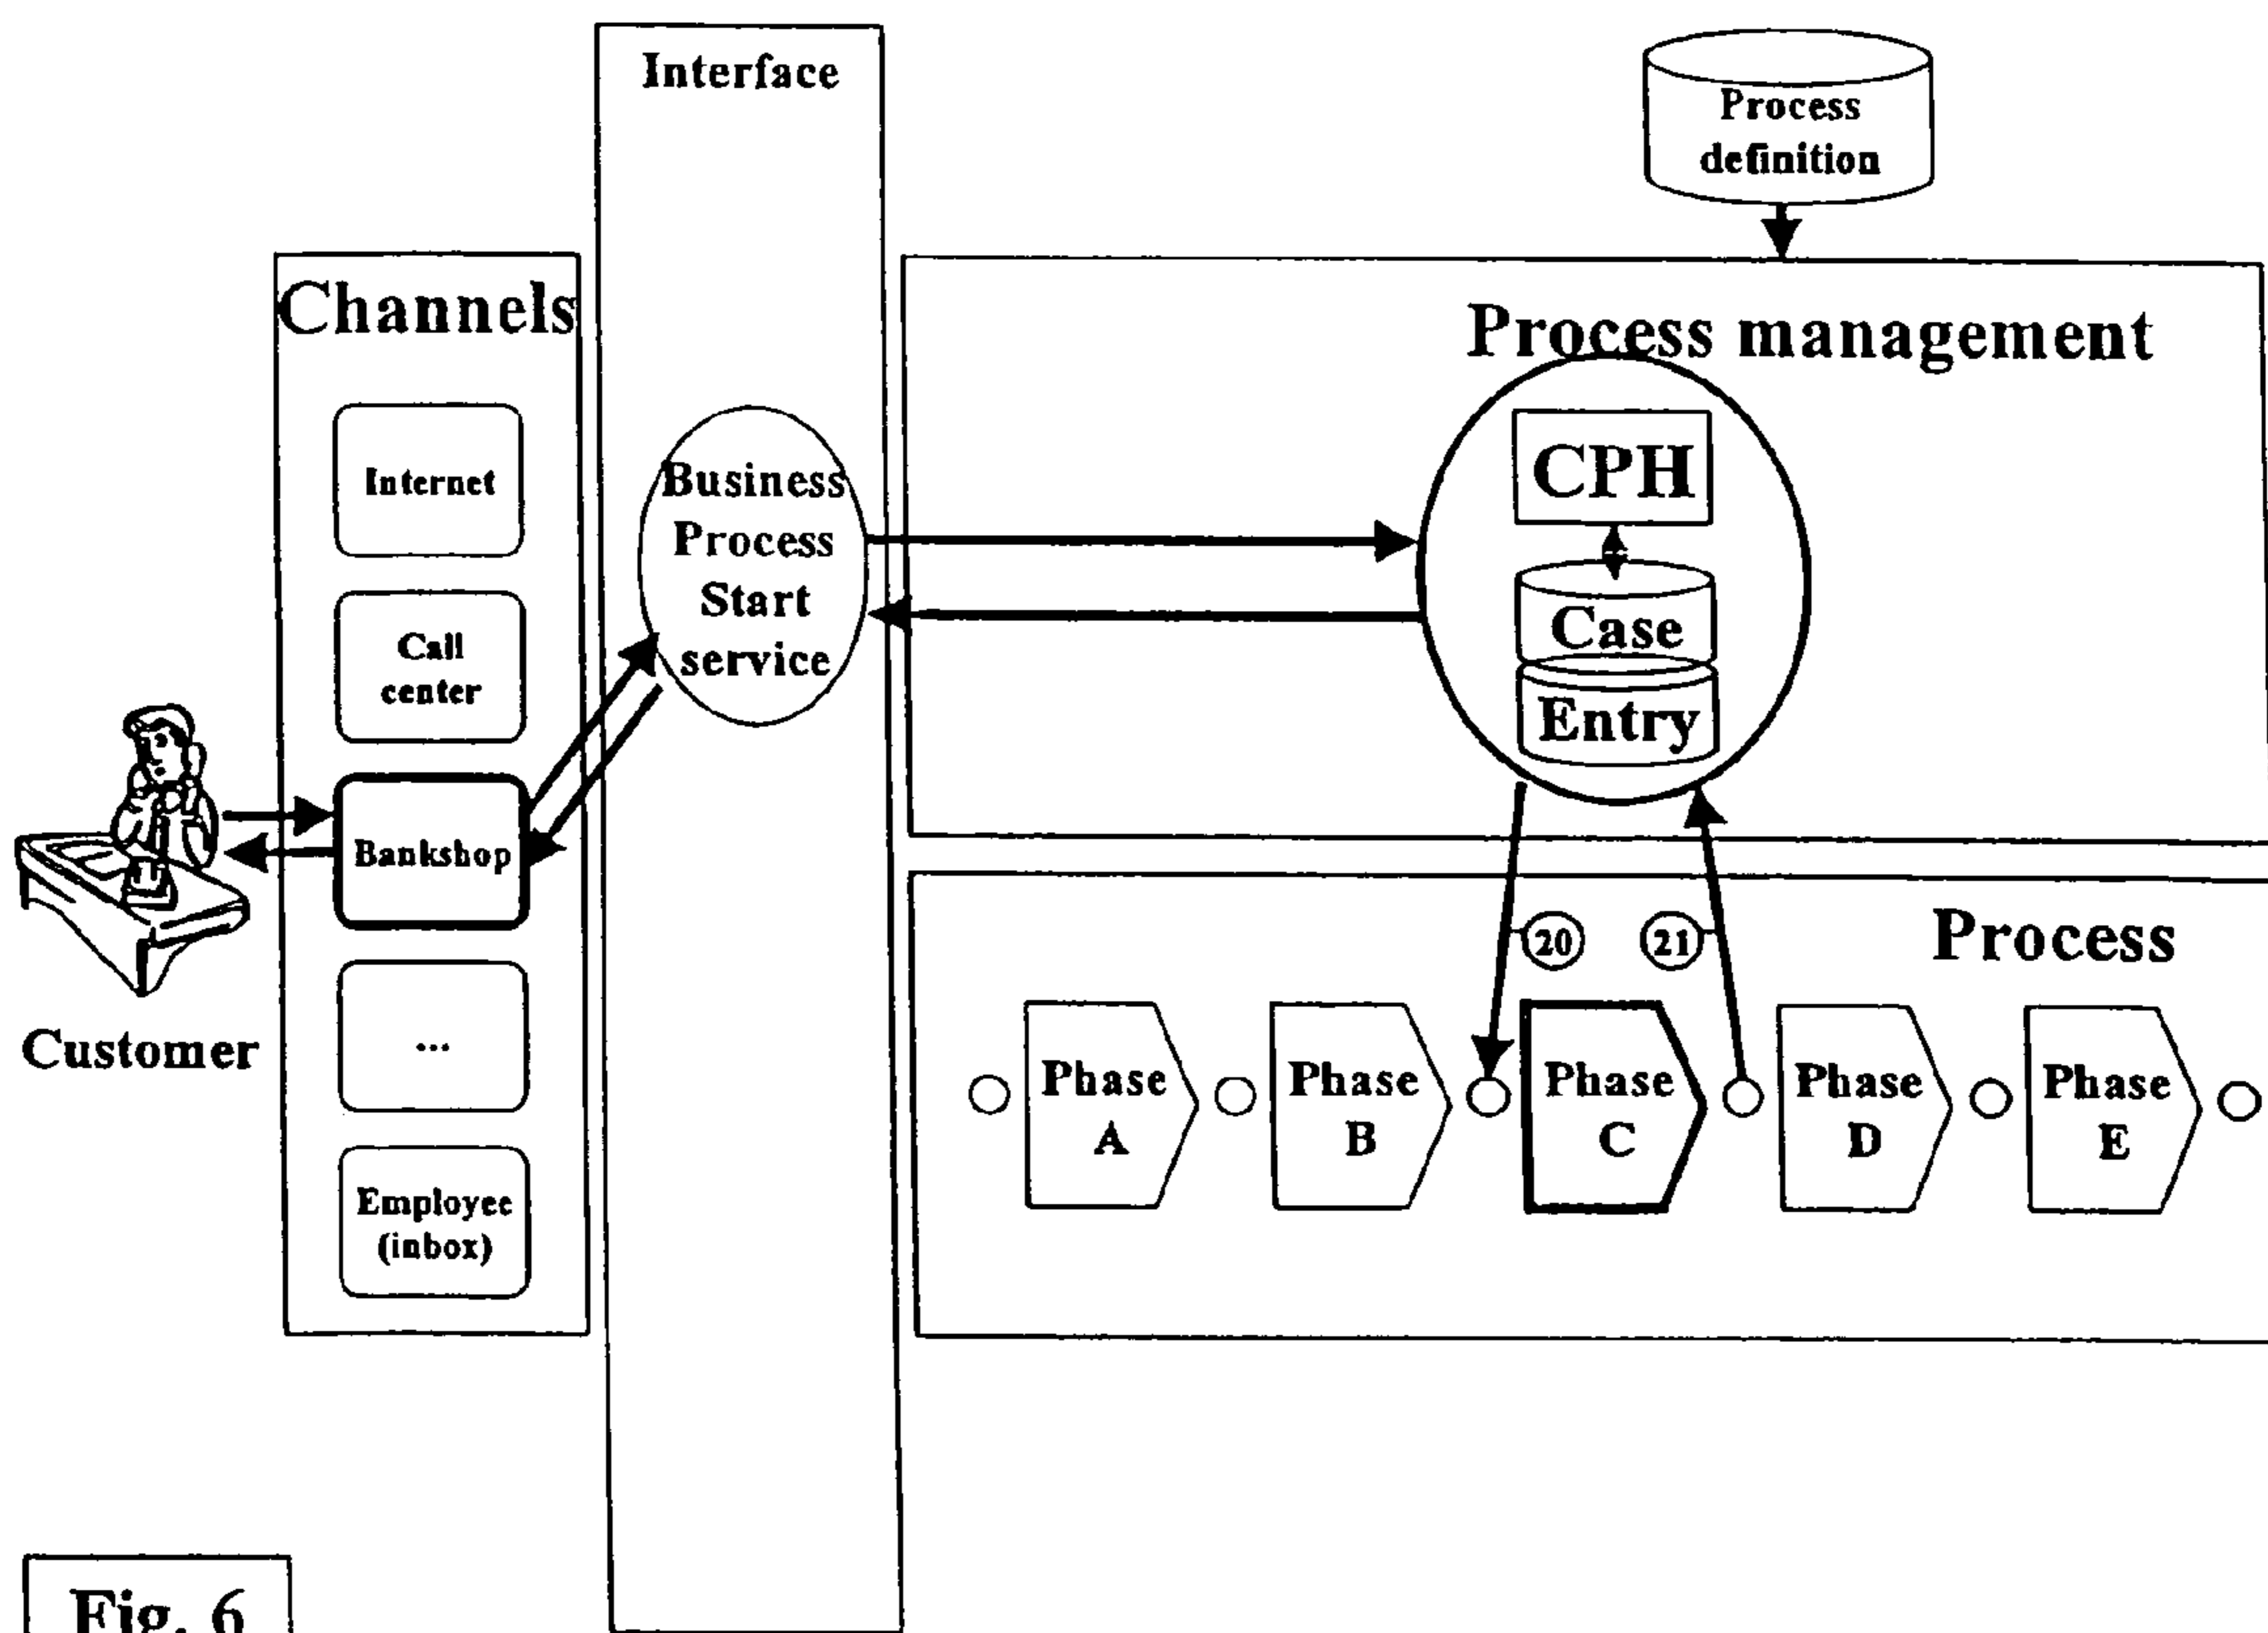 Interface
Process
definition
Channels
Process management
Internet
Call
center
Bankshop
...
Employee
(inbox)
Customer
Business
Process
Start
service
CPH
Case
Entry
20
21
Process
Phase
A
Phase
B
Phase
C
Phase
D
Phase
E
Fig. 6